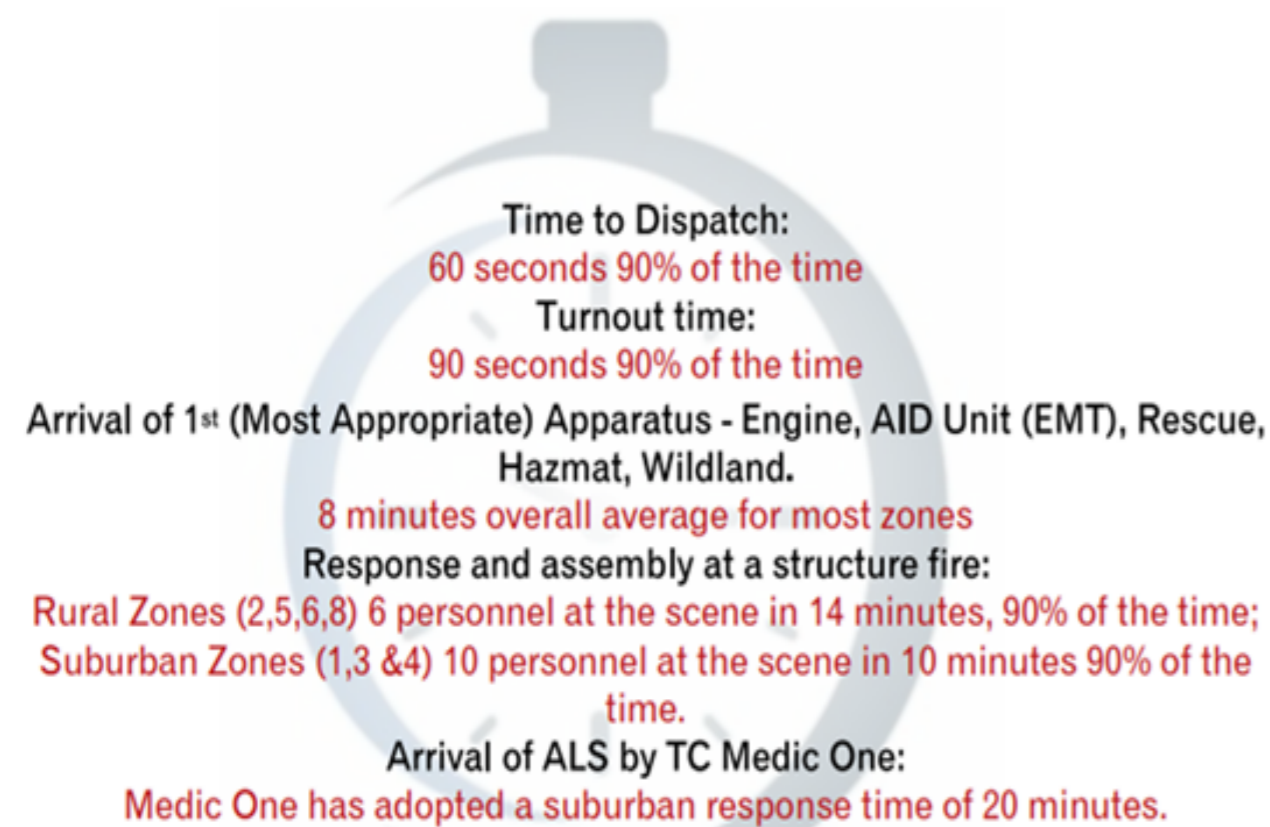 Time to Dispatch:
60 seconds 90% of the time
Turnout time:
90 seconds 90% of the time
Arrival of 1st (Most Appropriate) Apparatus - Engine, AID Unit (EMT), Rescue,
Hazmat, Wildland.
8 minutes overall average for most zones
Response and assembly at a structure fire:
Rural Zones (2,5,6,8) 6 personnel at the scene in 14 minutes, 90% of the time;
Suburban Zones (1,3 &4) 10 personnel at the scene in 10 minutes 90% of the
time.
Arrival of ALS by TC Medic One:
Medic One has adopted a suburban response time of 20 minutes.